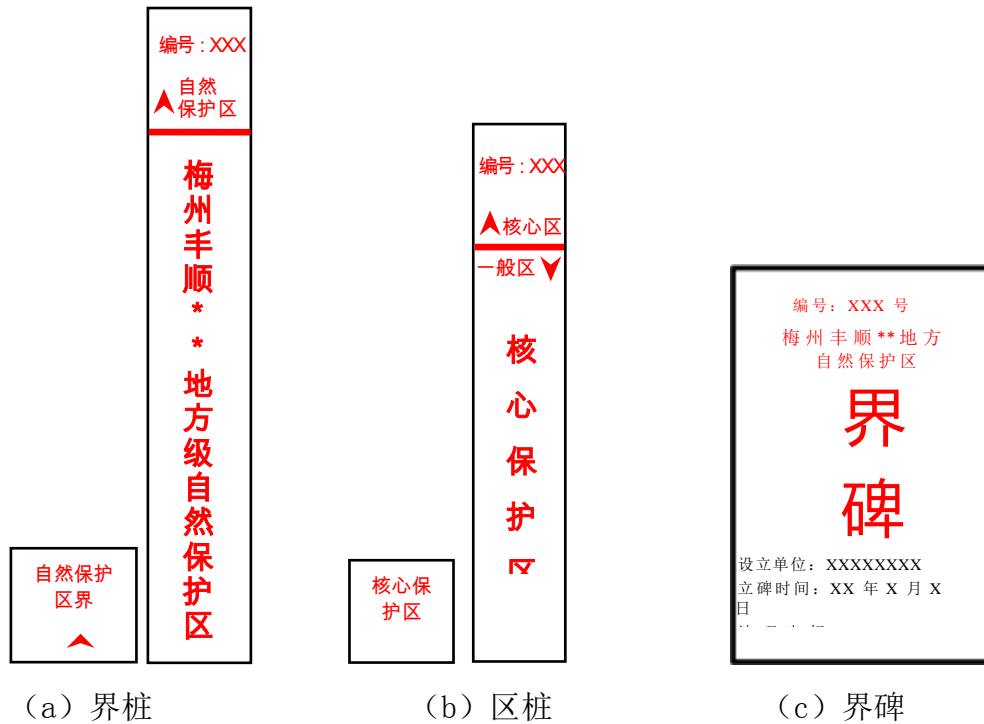 编号：XXX
自然
保护区
梅州丰顺**地方级自然保护区
自然保护
区界
（a）界桩
编号：XXX
核心区
一般区
核心保护区
核心保
护区
（b）区桩
编号：XXX 号
梅州丰顺**地方
自然保护区
界
碑
设立单位：XXXXXXXX
立碑时间：XX 年 X 月 X
日
（c）界碑